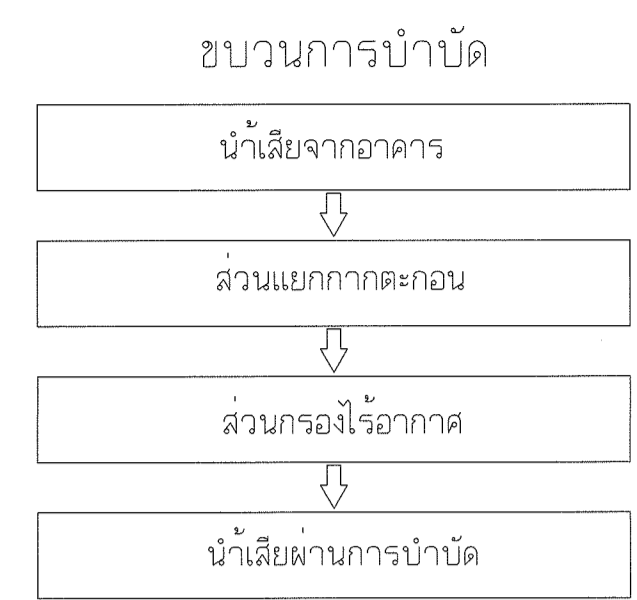 ขบวนการบำบัด
น้ำเสียจากอาคาร
ส่วนแยกกากตะกอน
ส่วนกรองไร้อากาศ
น้ำเสียผ่านการบำบัด